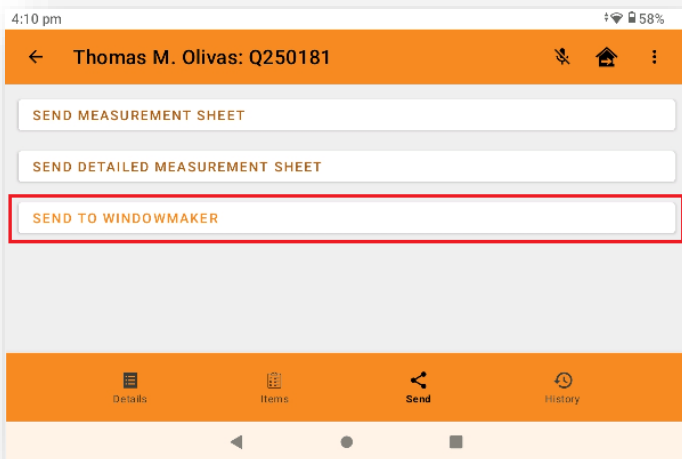 4:10 pm 58%
Thomas M. Olivas: Q250181
SEND MEASUREMENT SHEET
SEND DETAILED MEASUREMENT SHEET
SEND TO WINDOWMAKER
Details Items Send History